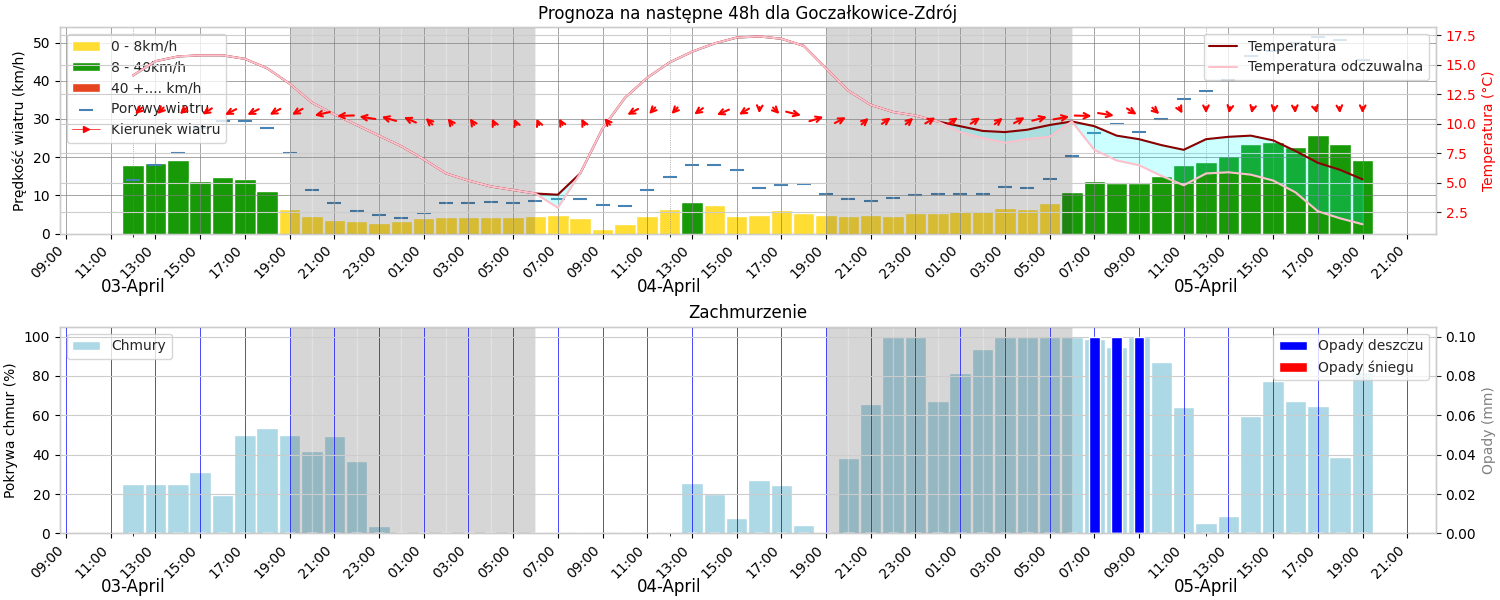 Prognoza na następne 48h dla Goczałkowice-Zdrój
Prędkość wiatru (km/h)
50
40
30
20
10
0
0 - 8km/h
8 - 40km/h
40 +.... km/h
Porywy wiatru
Kierunek wiatru
Temperatura
Temperatura odczuwalna
17.5
15.0
12.5
10.0
7.5
5.0
2.5
Temperatura (°C)
09:00 11:00 13:00 15:00 17:00 19:00 21:00 23:00 01:00 03:00 05:00 07:00 09:00 11:00 13:00 15:00 17:00 19:00 21:00 23:00 01:00 03:00 05:00 07:00 09:00 11:00 13:00 15:00 17:00 19:00 21:00
03-April 04-April 05-April
Zachmurzenie
Pokrywa chmur (%)
100
80
60
40
20
0
Chmury
Opady deszczu
Opady śniegu
0.10
0.08
0.06
0.04
0.02
0.00
Opady (mm)
09:00 11:00 13:00 15:00 17:00 19:00 21:00 23:00 01:00 03:00 05:00 07:00 09:00 11:00 13:00 15:00 17:00 19:00 21:00 23:00 01:00 03:00 05:00 07:00 09:00 11:00 13:00 15:00 17:00 19:00 21:00
03-April 04-April 05-April